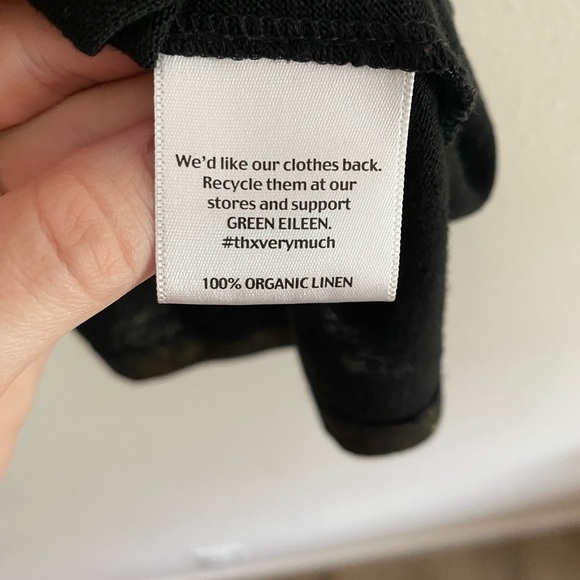 We'd like our clothes back.
Recycle them at our
stores and support
GREEN EILEEN.
#thxverymuch
100% ORGANIC LINEN